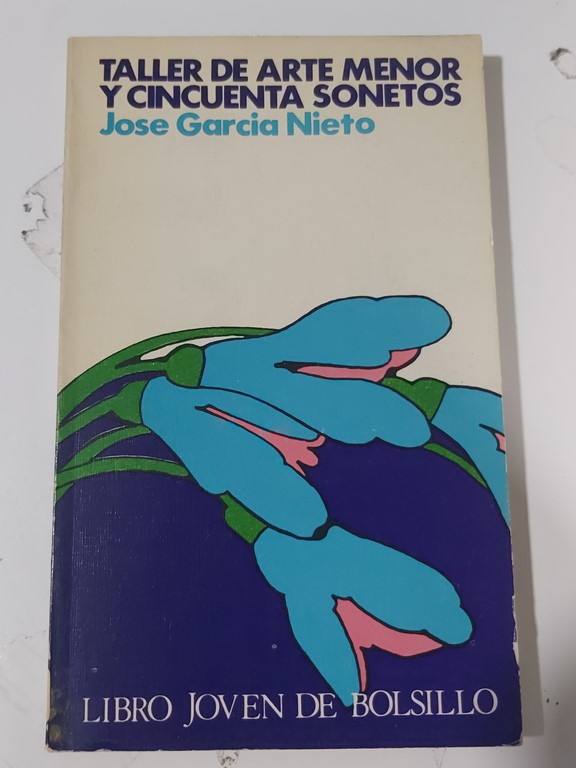 TALLER DE ARTE MENOR
Y CINCUENTA SONETOS
Jose Garcia Nieto
LIBRO JOVEN DE BOLSILLO